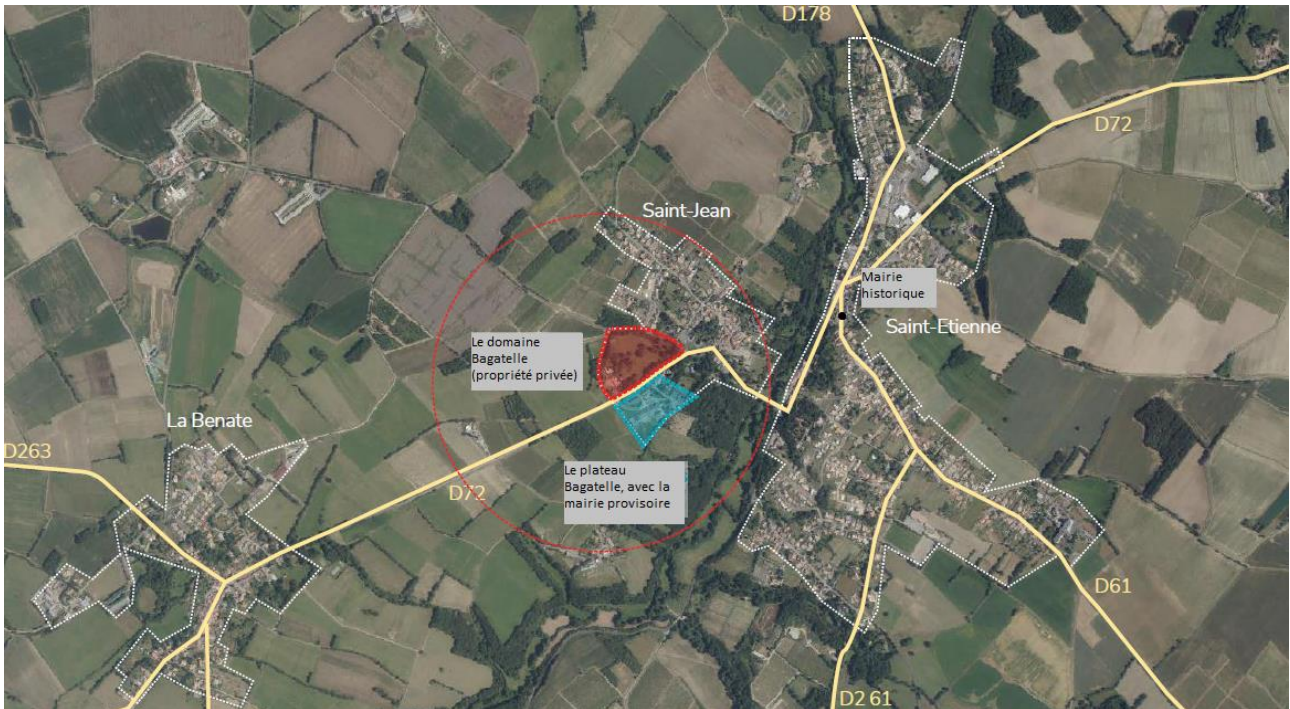 D178
D72
Saint-Jean
Mairie
historique
Saint-Etienne
Le domaine
Bagatelle
(propriété privée)
La Benate
D263
D72
Le plateau
Bagatelle, avec la
mairie provisoire
D61
D2 61